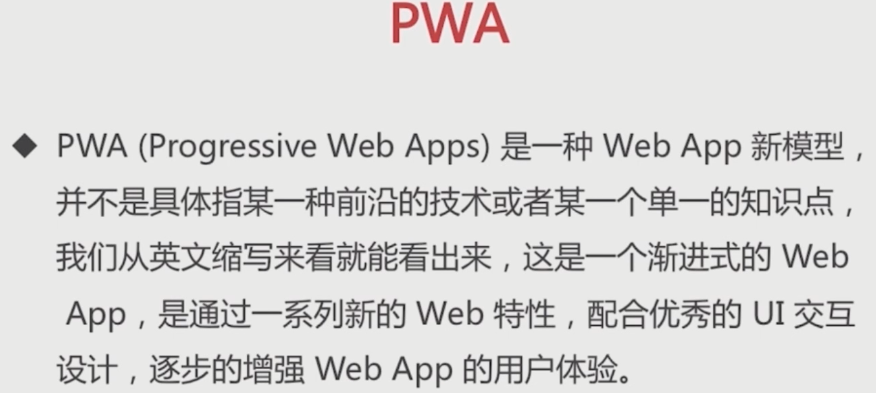 PWA
◆ PWA (Progressive Web Apps) 是一种 Web App 新模型，
并不是具体指某一种前沿的技术或者某一个单一的知识点，
我们从英文缩写来看就能看出来，这是一个渐进式的 Web
App，是通过一系列新的 Web 特性，配合优秀的 UI 交互
设计，逐步的增强 Web App 的用户体验。